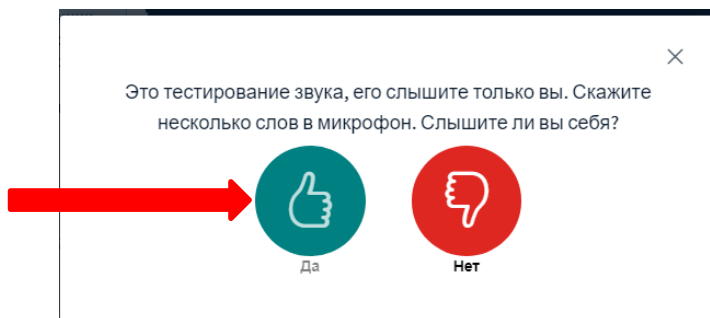 Это тестирование звука, его слышите только вы. Скажите
несколько слов в микрофон. Слышите ли вы себя?
Да
Нет